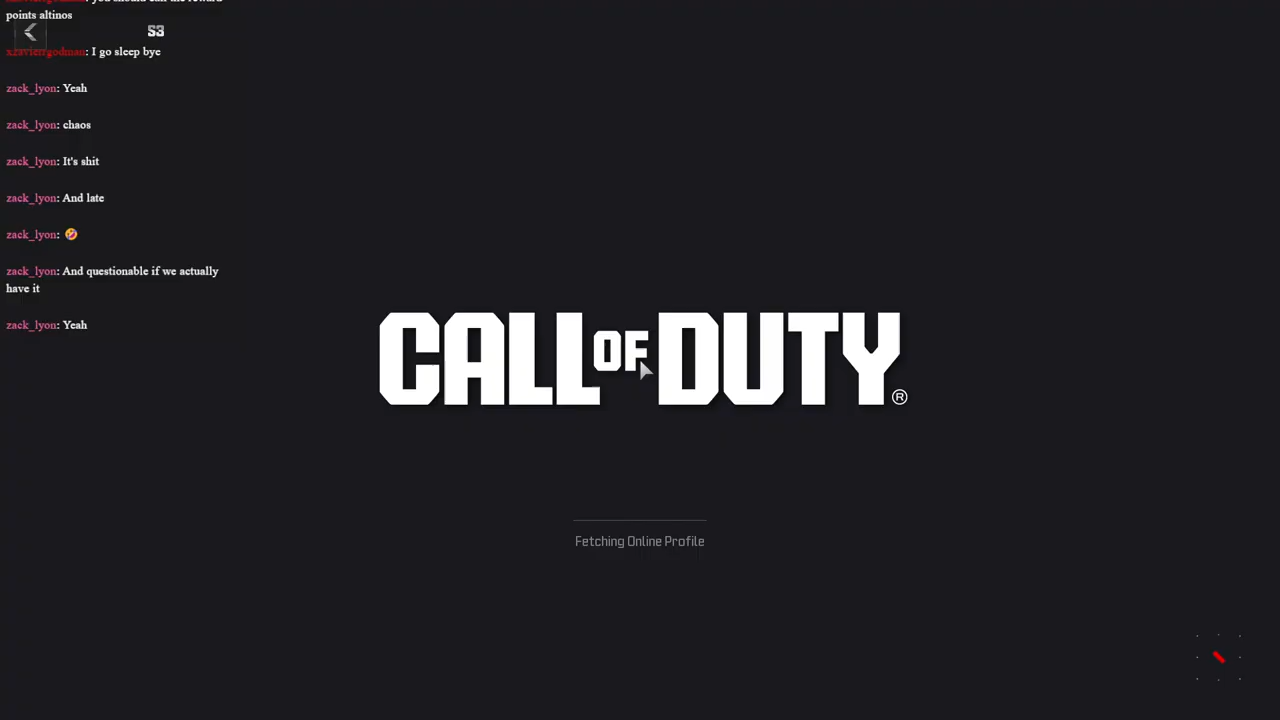 points altinos
S3
xzavierrgodman: I go sleep bye
zack_lyon: Yeah
zack_lyon: chaos
zack_lyon: It's shit
zack_lyon: And late
zack_lyon: 🤣
zack_lyon: And questionable if we actually
have it
zack_lyon: Yeah
CALL OF DUTY®
Fetching Online Profile